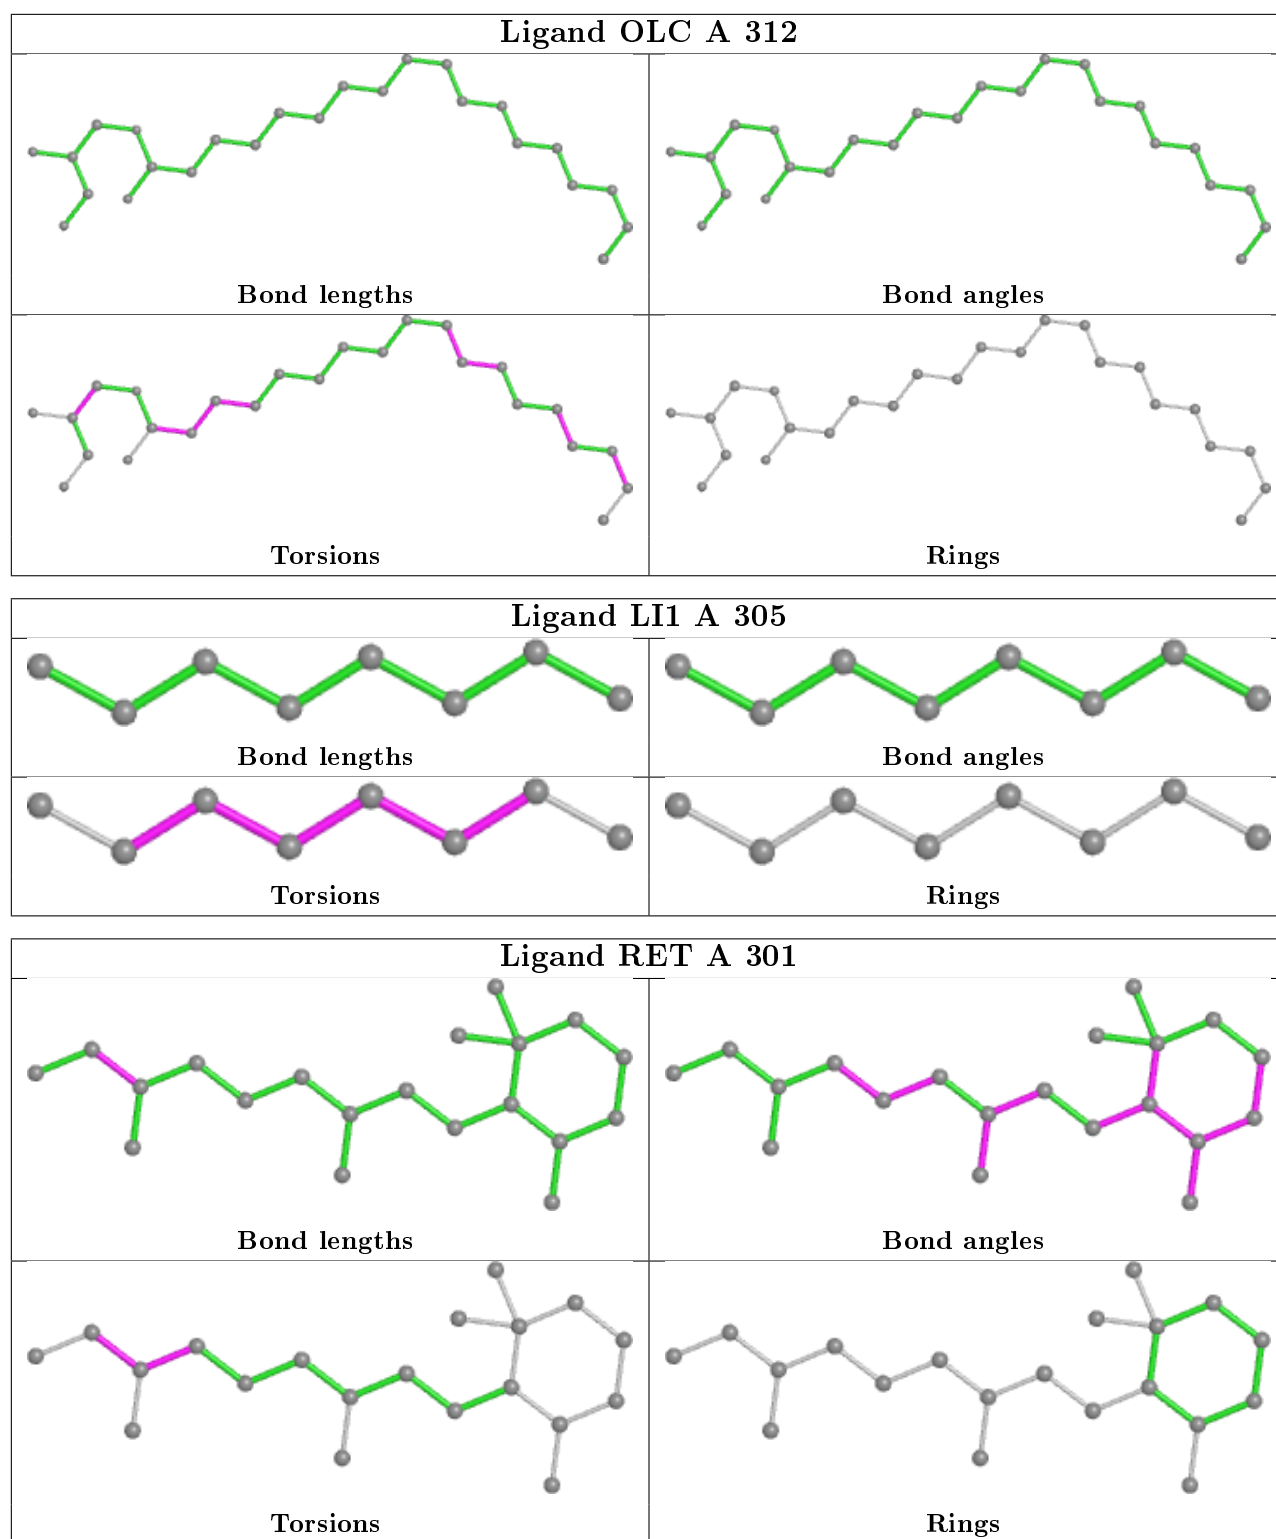 Ligand OLC A 312
Bond lengths
Bond angles
Torsions
Rings
Ligand LI1 A 305
Bond lengths
Bond angles
Torsions
Rings
Ligand RET A 301
Bond lengths
Bond angles
Torsions
Rings